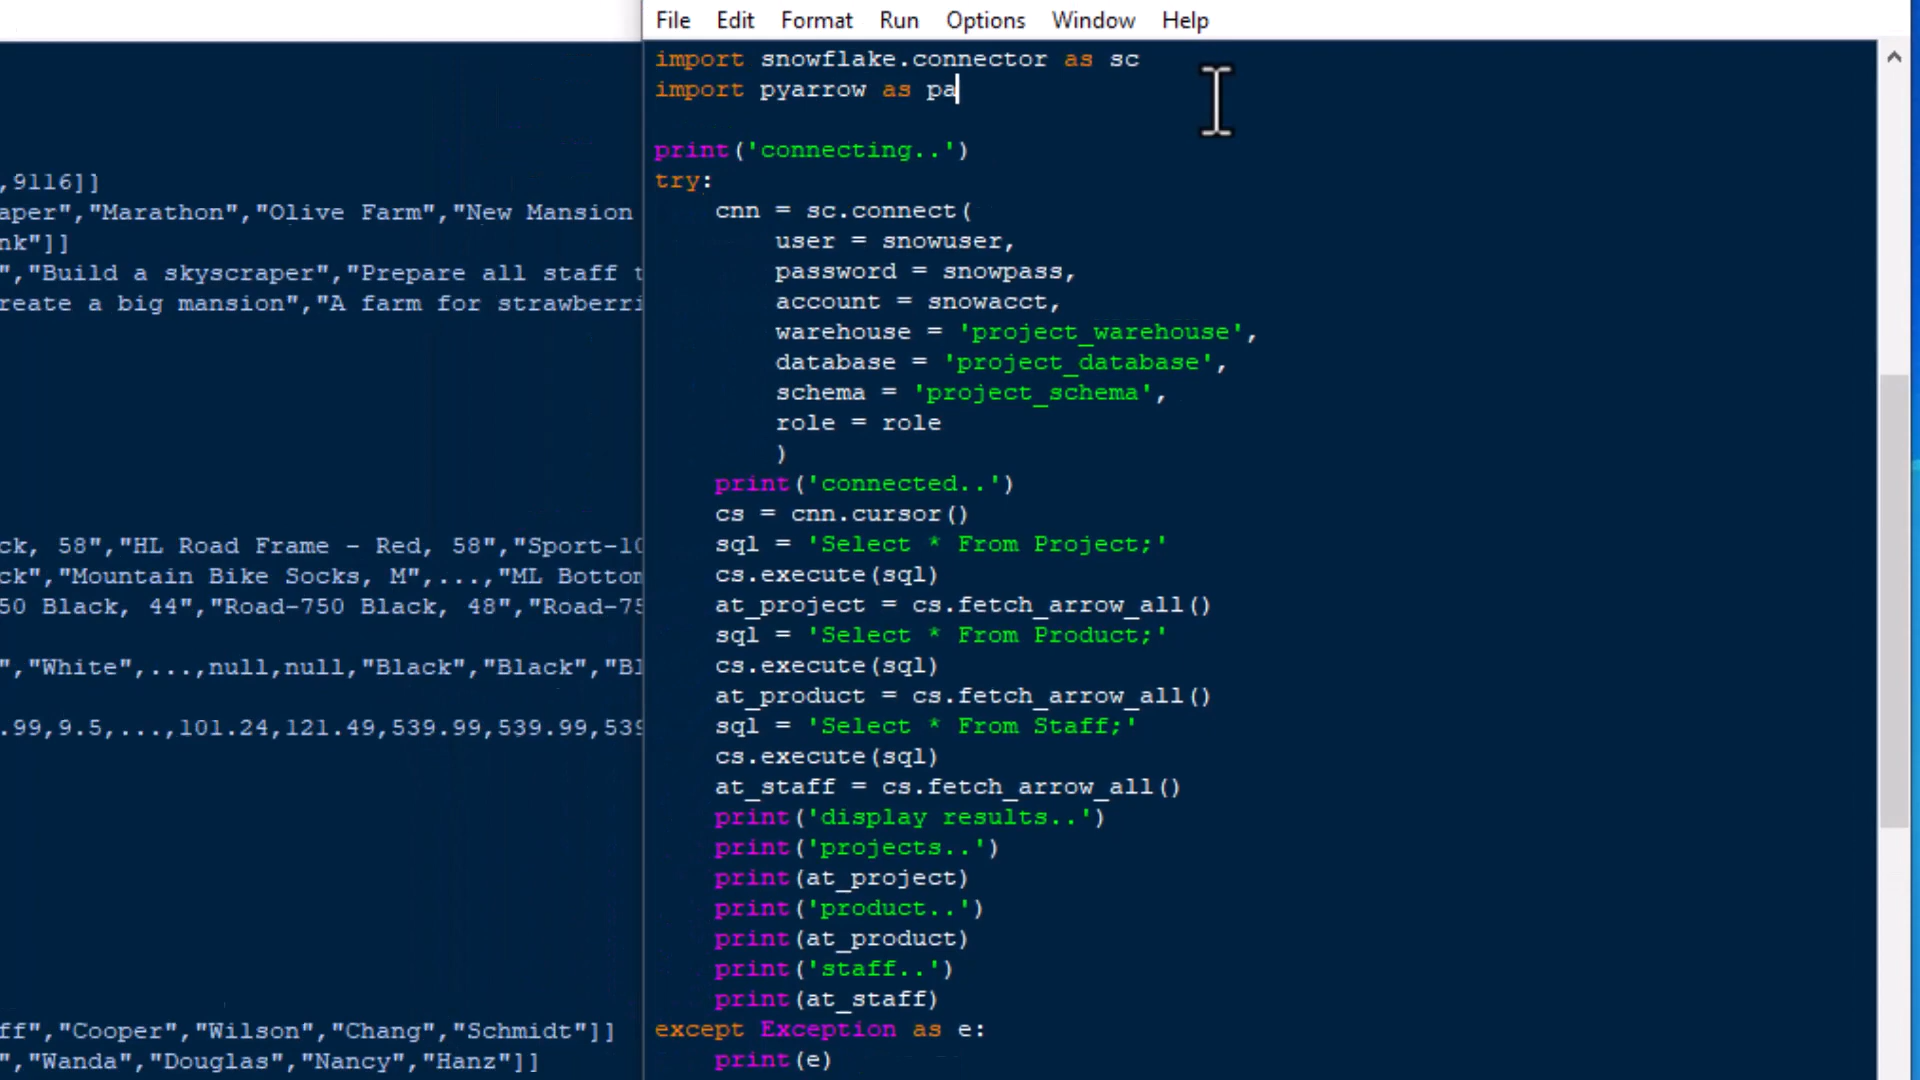 File Edit Format Run Options Window Help
import snowflake.connector as sc
import pyarrow as pa
print('connecting..')
try:
cnn = sc.connect(
user = snowuser,
password = snowpass,
account = snowacct,
warehouse = 'project_warehouse',
database = 'project_database',
schema = 'project_schema',
role = role
)
print('connected..')
cs = cnn.cursor()
sql = 'Select * From Project;'
cs.execute(sql)
at_project = cs.fetch_arrow_all()
sql = 'Select * From Product;'
cs.execute(sql)
at_product = cs.fetch_arrow_all()
sql = 'Select * From Staff;'
cs.execute(sql)
at_staff = cs.fetch_arrow_all()
print('display results..')
print('projects..')
print(at_project)
print('product..')
print(at_product)
print('staff..')
print(at_staff)
except Exception as e:
print(e)
,9116]]
aper","Marathon","Olive Farm","New Mansion
nk"]]
","Build a skyscraper","Prepare all staff t
reate a big mansion","A farm for strawberri
ck, 58","HL Road Frame - Red, 58","Sport-10
ck","Mountain Bike Socks, M",...,"ML Bottom
50 Black, 44","Road-750 Black, 48","Road-75
","White",...,null,null,"Black","Black","Bl
.99,9.5,...,101.24,121.49,539.99,539.99,539
ff","Cooper","Wilson","Chang","Schmidt"]]
","Wanda","Douglas","Nancy","Hanz"]]